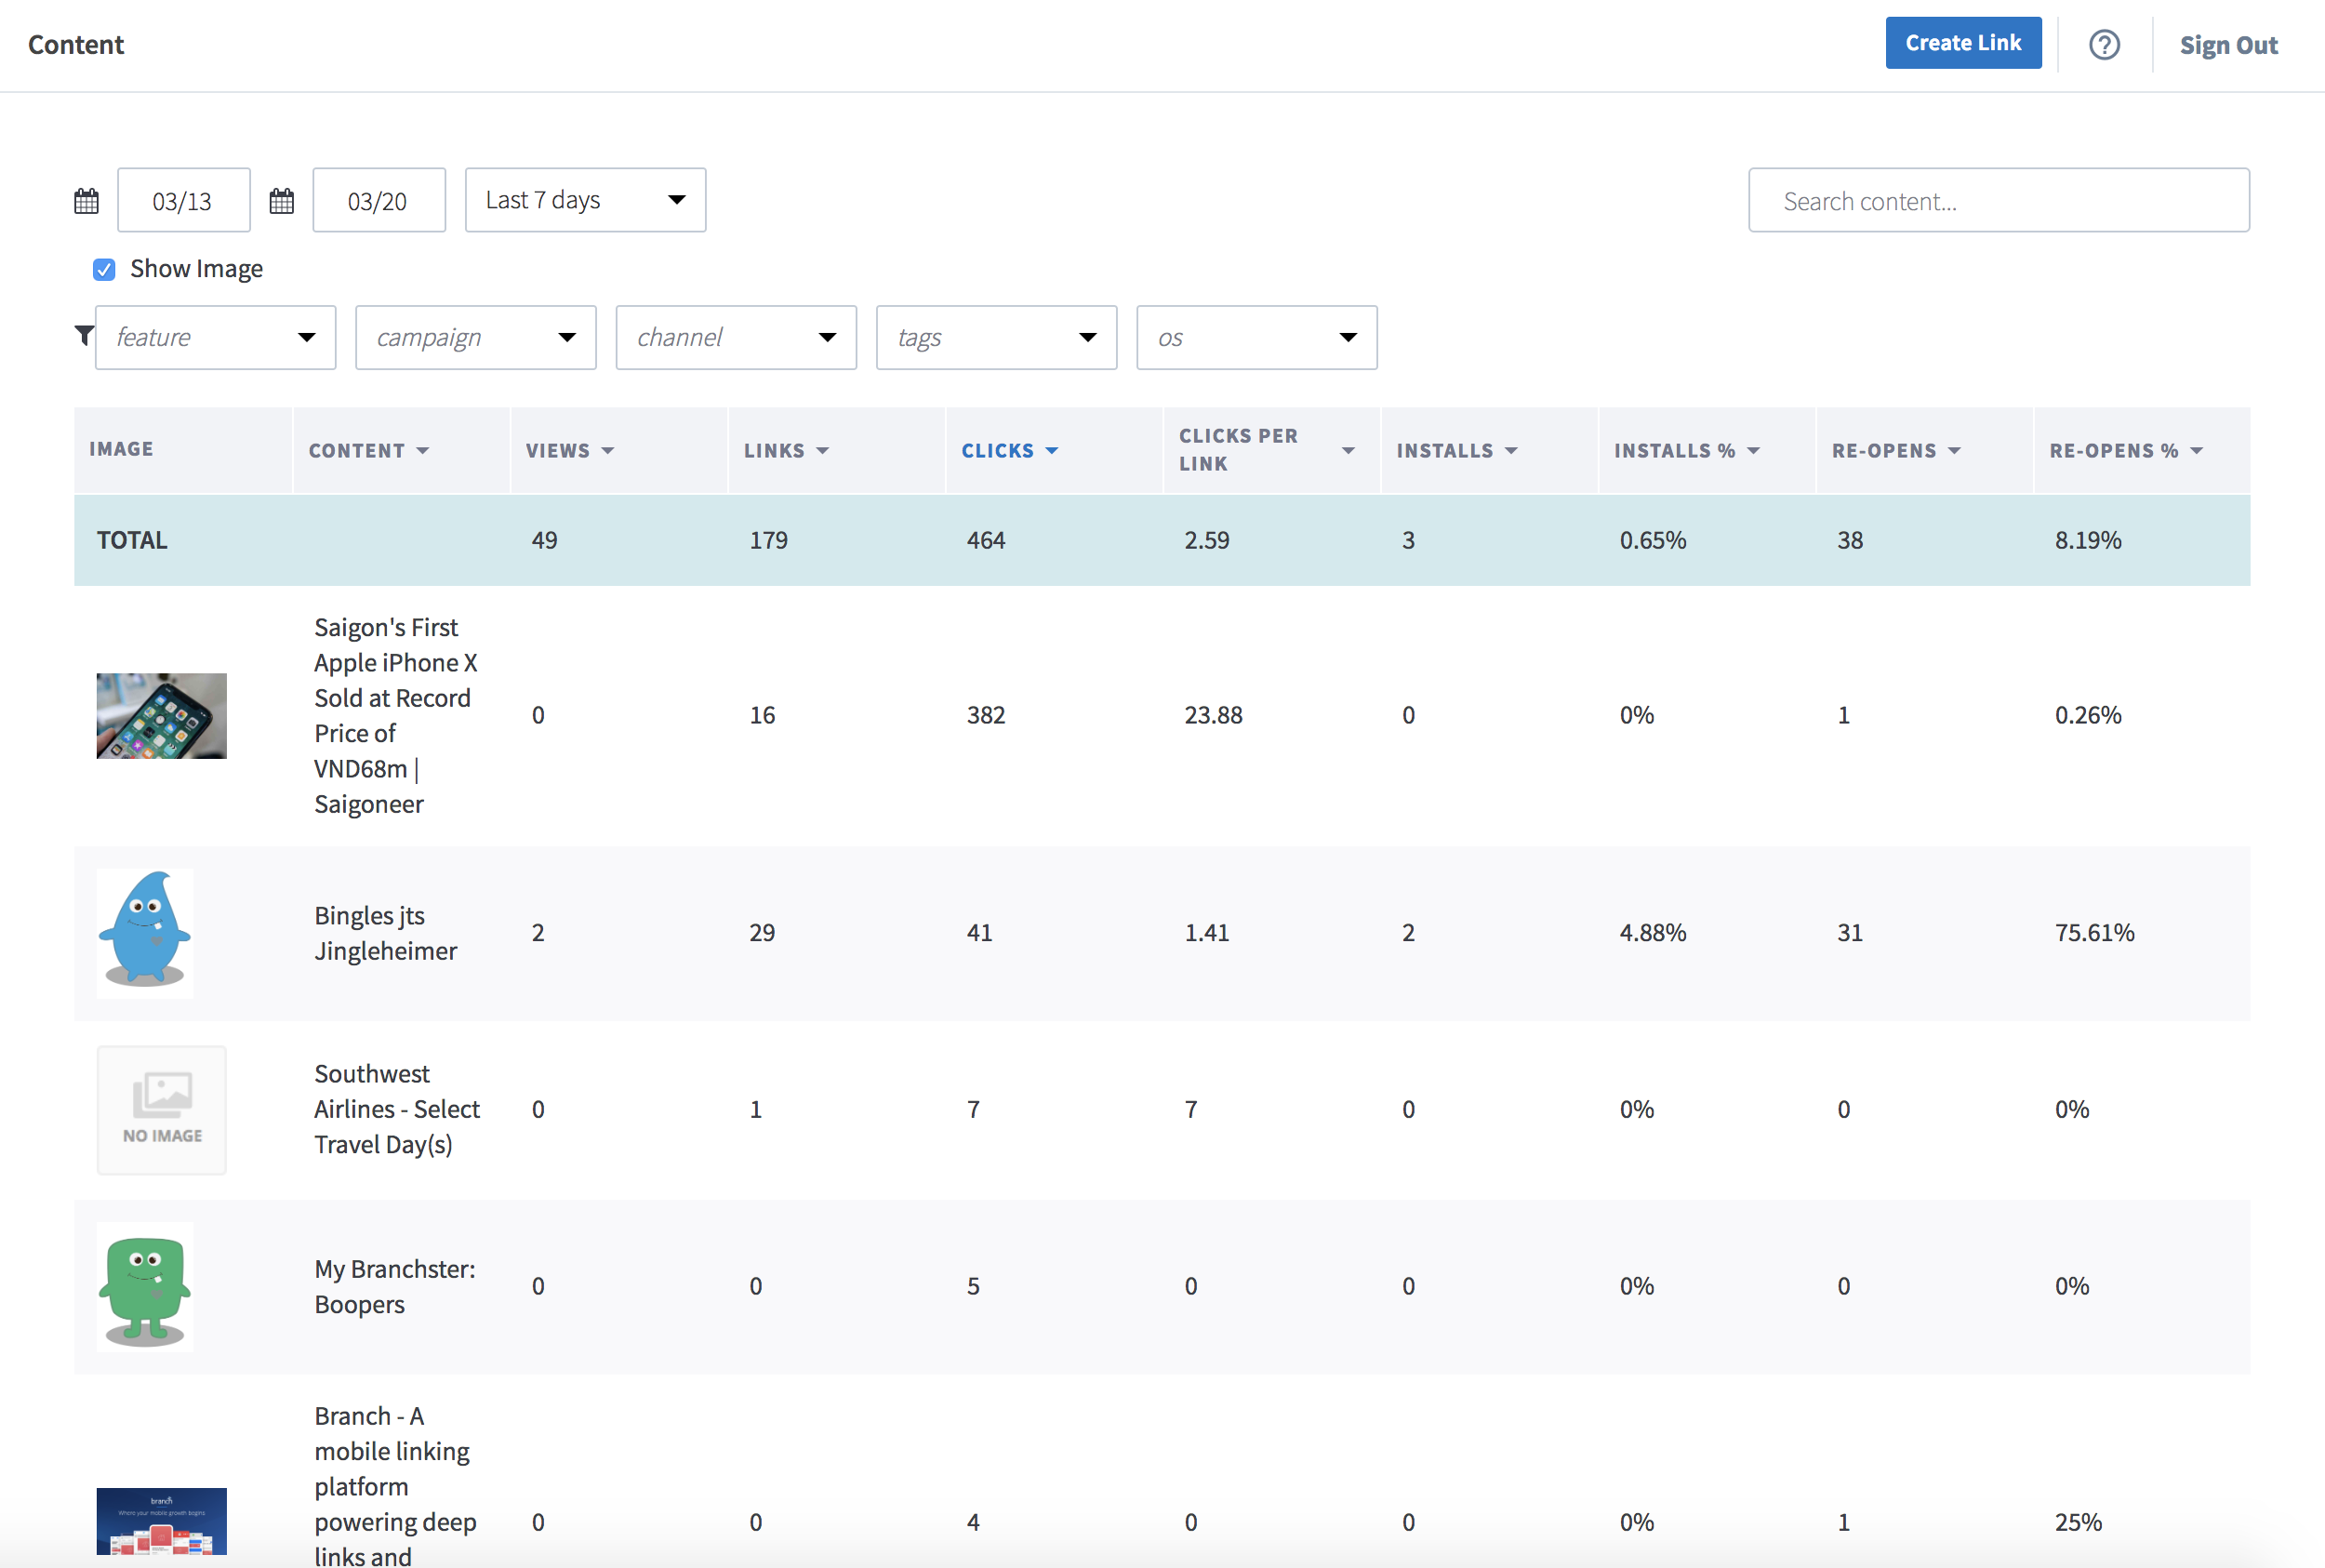 Content
Create Link
Sign Out
03/13
03/20
Last 7 days
Search content...
Show Image
feature
campaign
channel
tags
os
IMAGE
CONTENT
VIEWS
LINKS
CLICKS
CLICKS PER
LINK
INSTALLS
INSTALLS %
RE-OPENS
RE-OPENS %
TOTAL 49 179 464 2.59 3 0.65% 38 8.19%
Saigon's First
Apple iPhone X
Sold at Record
Price of
VND68m |
Saigoneer
0 16 382 23.88 0 0% 1 0.26%
Bingles jts
Jingleheimer
2 29 41 1.41 2 4.88% 31 75.61%
NO IMAGE
Southwest
Airlines - Select
Travel Day(s)
0 1 7 7 0 0% 0 0%
My Branchster:
Boopers
0 0 5 0 0 0% 0 0%
branch
Where your mobile growth begins
Branch - A
mobile linking
platform
powering deep
links and
0 0 4 0 0 0% 1 25%